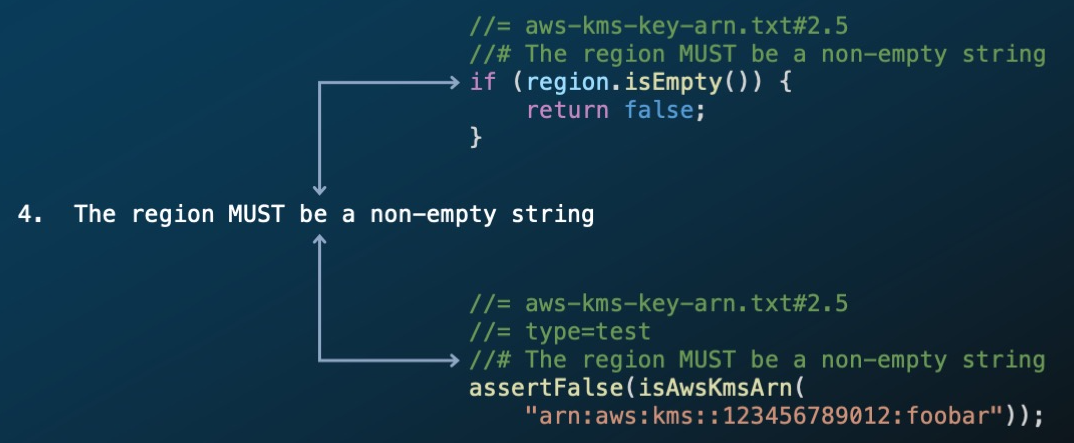 //= aws-kms-key-arn.txt#2.5
//# The region MUST be a non-empty string
if (region.isEmpty()) {
    return false;
}
4.  The region MUST be a non-empty string
//= aws-kms-key-arn.txt#2.5
//= type=test
//# The region MUST be a non-empty string
assertFalse(isAwsKmsArn(
    "arn:aws:kms::123456789012:foobar"));